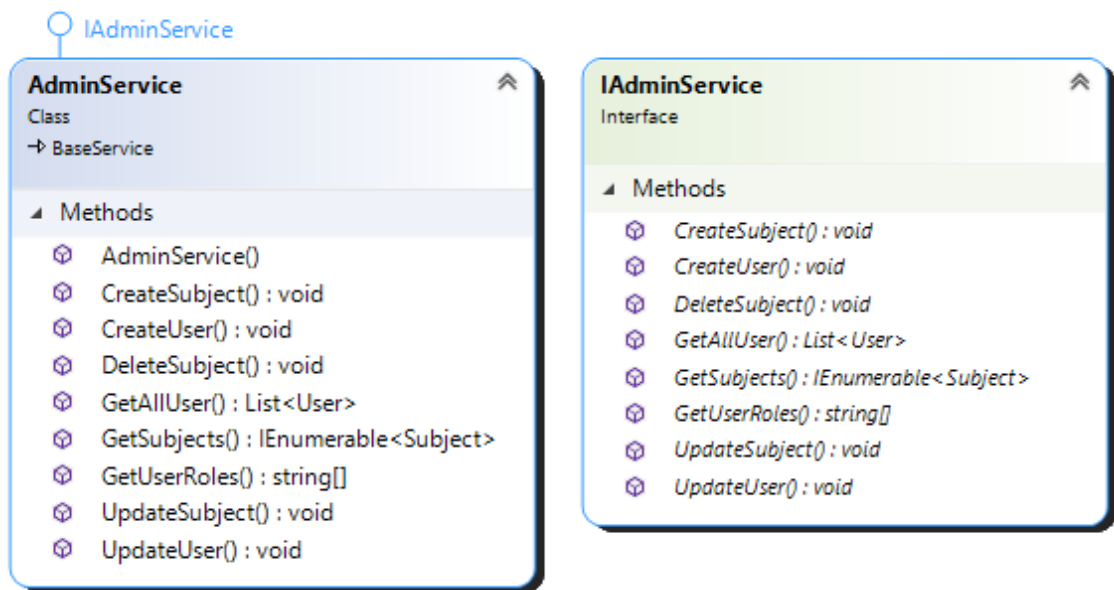 IAdminService
AdminService
Class
BaseService
Methods
AdminService()
CreateSubject() : void
CreateUser() : void
DeleteSubject() : void
GetAllUser() : List<User>
GetSubjects() : IEnumerable<Subject>
GetUserRoles() : string[]
UpdateSubject() : void
UpdateUser() : void
IAdminService
Interface
Methods
CreateSubject() : void
CreateUser() : void
DeleteSubject() : void
GetAllUser() : List<User>
GetSubjects() : IEnumerable<Subject>
GetUserRoles() : string[]
UpdateSubject() : void
UpdateUser() : void